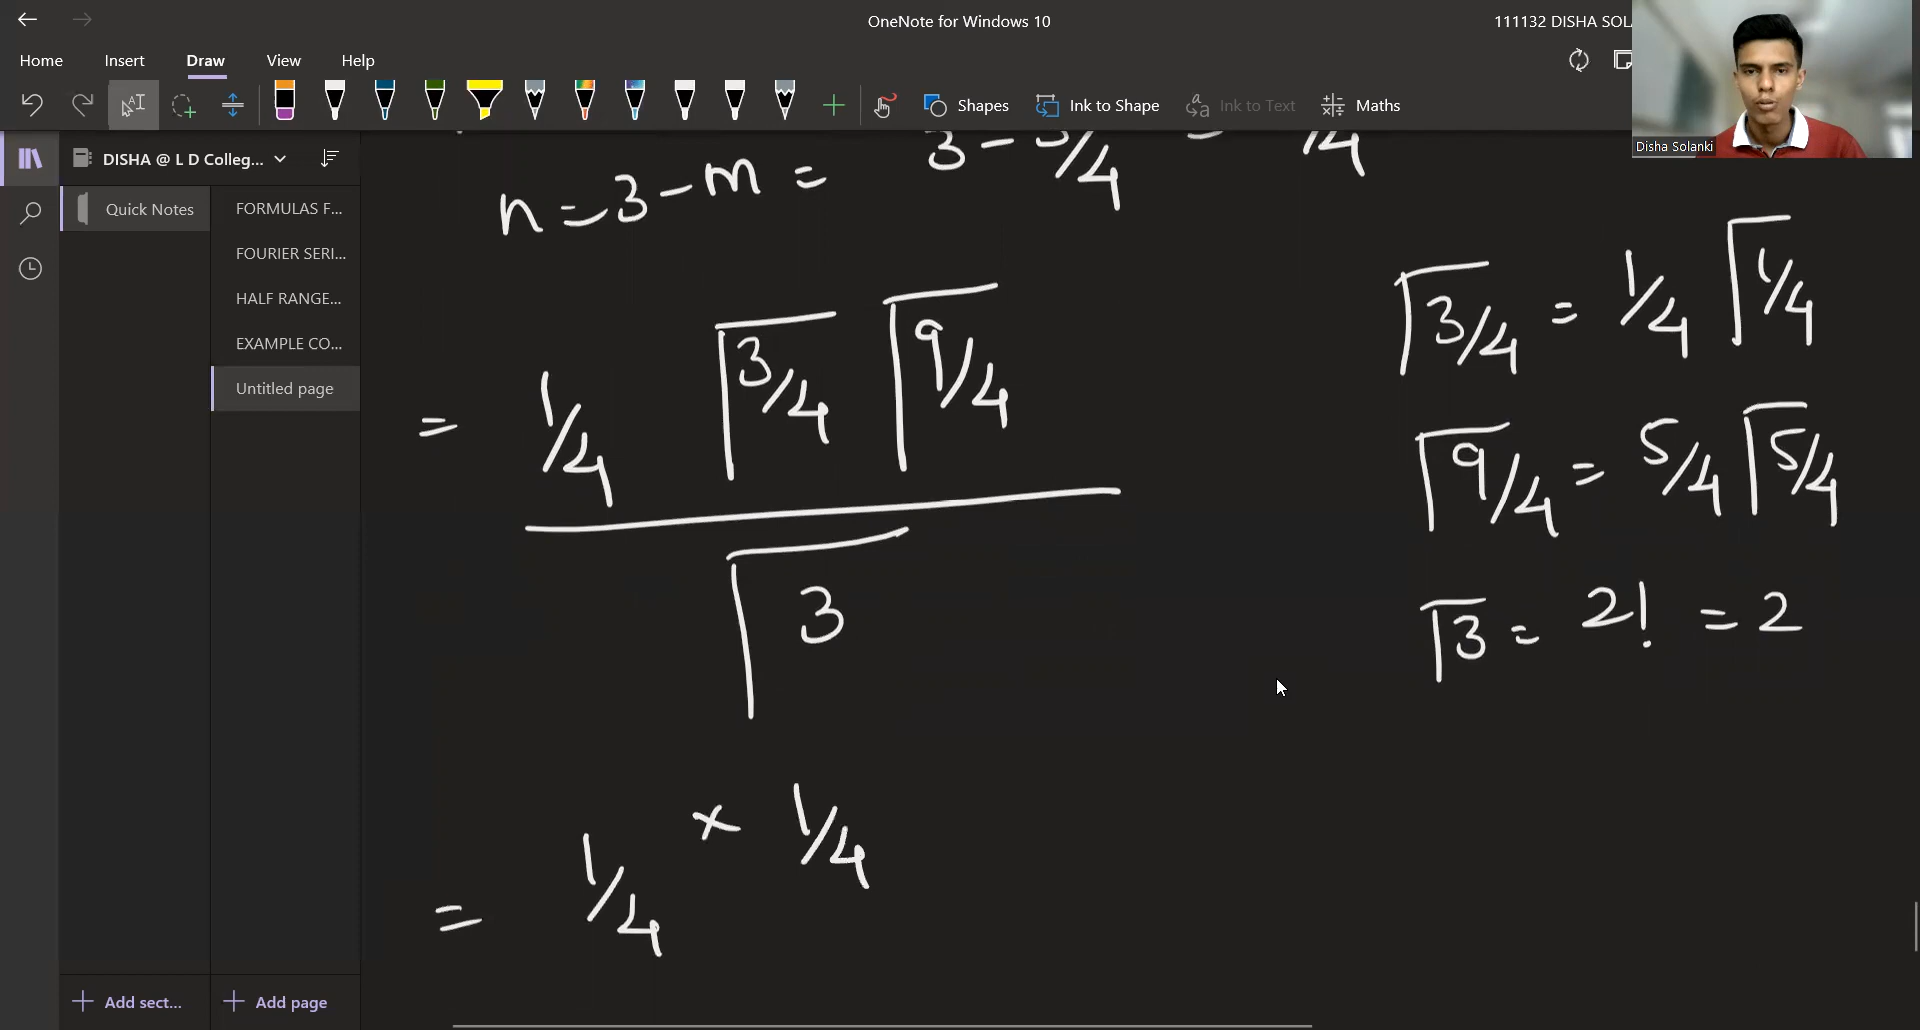 OneNote for Windows 10
111132 DISHA SOL
Home Insert Draw View Help
Shapes Ink to Shape Ink to Text Maths
Disha Solanki
DISHA @ L D Colleg...
Quick Notes
FORMULAS F...
FOURIER SERI...
HALF RANGE...
EXAMPLE CO...
Untitled page
n = 3 - m = 3 - 3/4 =
= 1/4 Γ3/4 Γ9/4
Γ3
= 1/4 × 1/4
Γ3/4 = 1/4 Γ1/4
Γ9/4 = 5/4 Γ5/4
Γ3 = 2! = 2
+ Add sect...
+ Add page